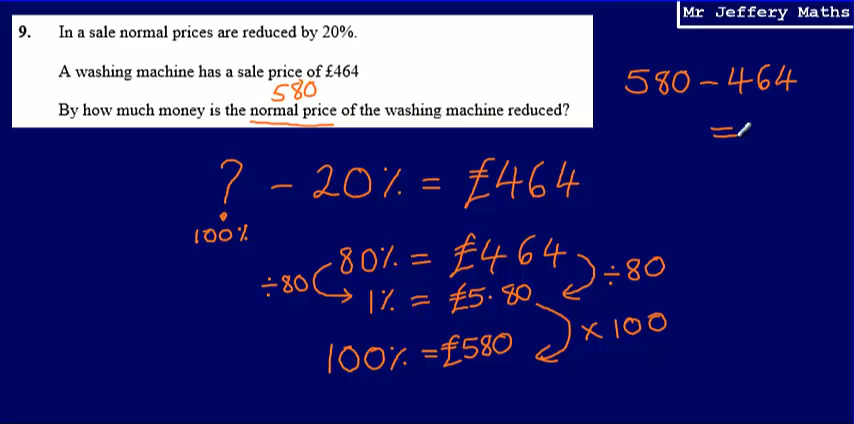 Mr Jeffery Maths
9. In a sale normal prices are reduced by 20%.
A washing machine has a sale price of £464
580
By how much money is the normal price of the washing machine reduced?
580 - 464
=
? - 20% = £464
100%
80% = £464
÷80 ÷80
1% = £5.80
x 100
100% = £580